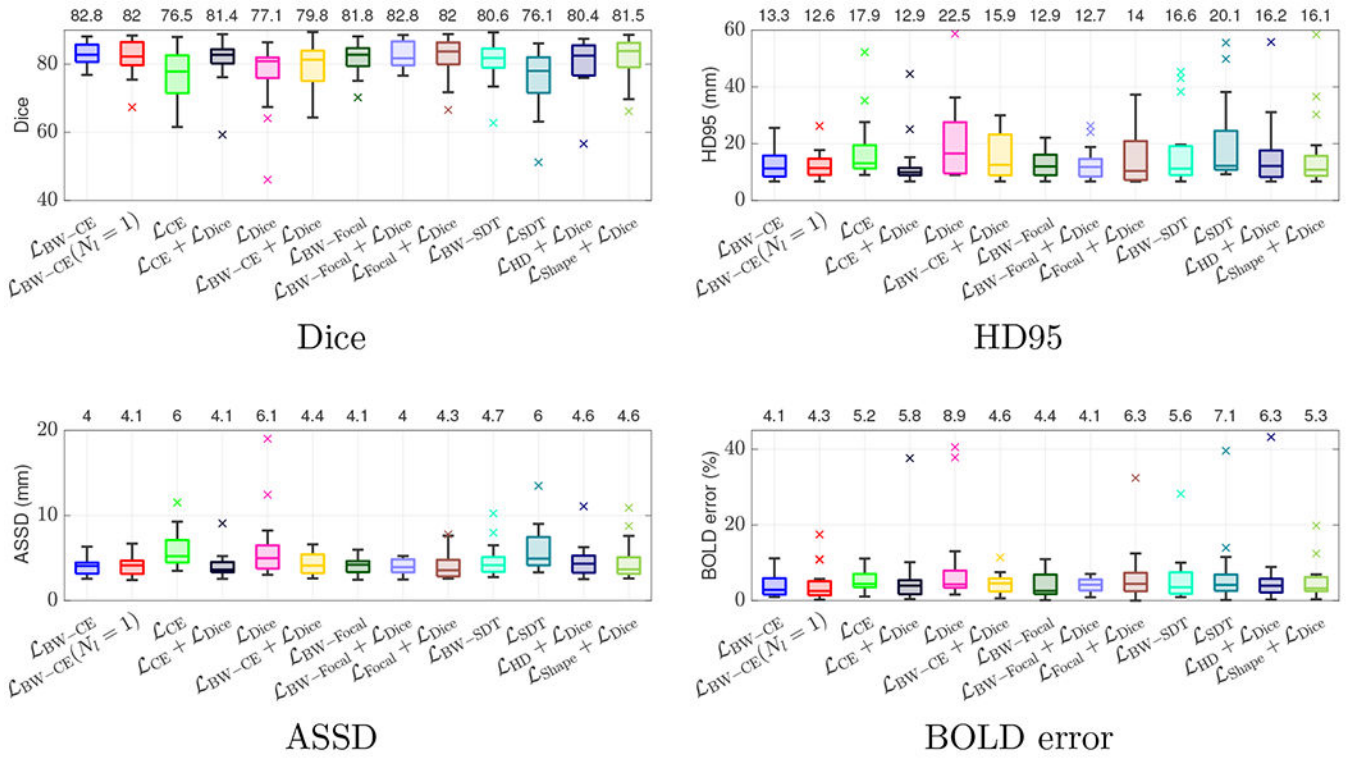 82.8 82 76.5 81.4 77.1 79.8 81.8 82.8 82 80.6 76.1 80.4 81.5
80
60
40
Dice
ℒBW−CE
ℒBW−CE(Nl = 1)
ℒCE
ℒCE + ℒDice
ℒDice
ℒBW−CE + ℒDice
ℒBW−Focal
ℒBW−Focal + ℒDice
ℒFocal + ℒDice
ℒBW−SDT
ℒSDT
ℒHD + ℒDice
ℒShape + ℒDice
Dice
13.3 12.6 17.9 12.9 22.5 15.9 12.9 12.7 14 16.6 20.1 16.2 16.1
60
40
20
0
HD95 (mm)
ℒBW−CE
ℒBW−CE(Nl = 1)
ℒCE
ℒCE + ℒDice
ℒDice
ℒBW−CE + ℒDice
ℒBW−Focal
ℒBW−Focal + ℒDice
ℒFocal + ℒDice
ℒBW−SDT
ℒSDT
ℒHD + ℒDice
ℒShape + ℒDice
HD95
4 4.1 6 4.1 6.1 4.4 4.1 4 4.3 4.7 6 4.6 4.6
20
10
0
ASSD (mm)
ℒBW−CE
ℒBW−CE(Nl = 1)
ℒCE
ℒCE + ℒDice
ℒDice
ℒBW−CE + ℒDice
ℒBW−Focal
ℒBW−Focal + ℒDice
ℒFocal + ℒDice
ℒBW−SDT
ℒSDT
ℒHD + ℒDice
ℒShape + ℒDice
ASSD
4.1 4.3 5.2 5.8 8.9 4.6 4.4 4.1 6.3 5.6 7.1 6.3 5.3
40
20
0
BOLD error (%)
ℒBW−CE
ℒBW−CE(Nl = 1)
ℒCE
ℒCE + ℒDice
ℒDice
ℒBW−CE + ℒDice
ℒBW−Focal
ℒBW−Focal + ℒDice
ℒFocal + ℒDice
ℒBW−SDT
ℒSDT
ℒHD + ℒDice
ℒShape + ℒDice
BOLD error